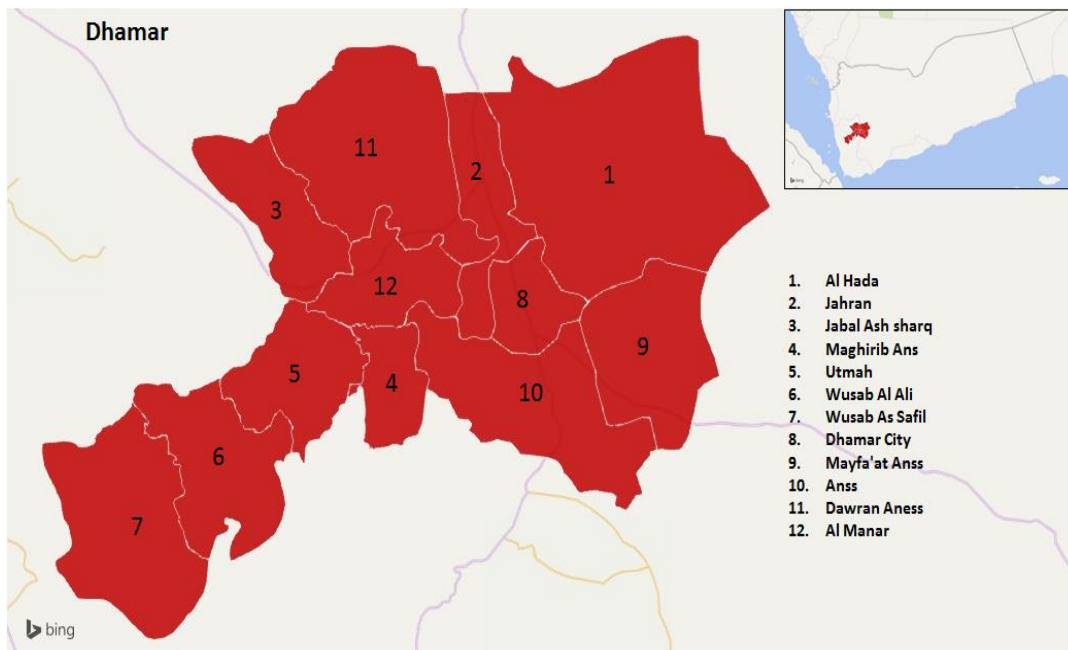 Dhamar
11
2
1
3
12
8
9
5
4
10
6
7
1. Al Hada
2. Jahran
3. Jabal Ash sharq
4. Maghirib Ans
5. Utmah
6. Wusab Al Ali
7. Wusab As Safil
8. Dhamar City
9. Mayfa'at Anss
10. Anss
11. Dawran Aness
12. Al Manar
bing
bing